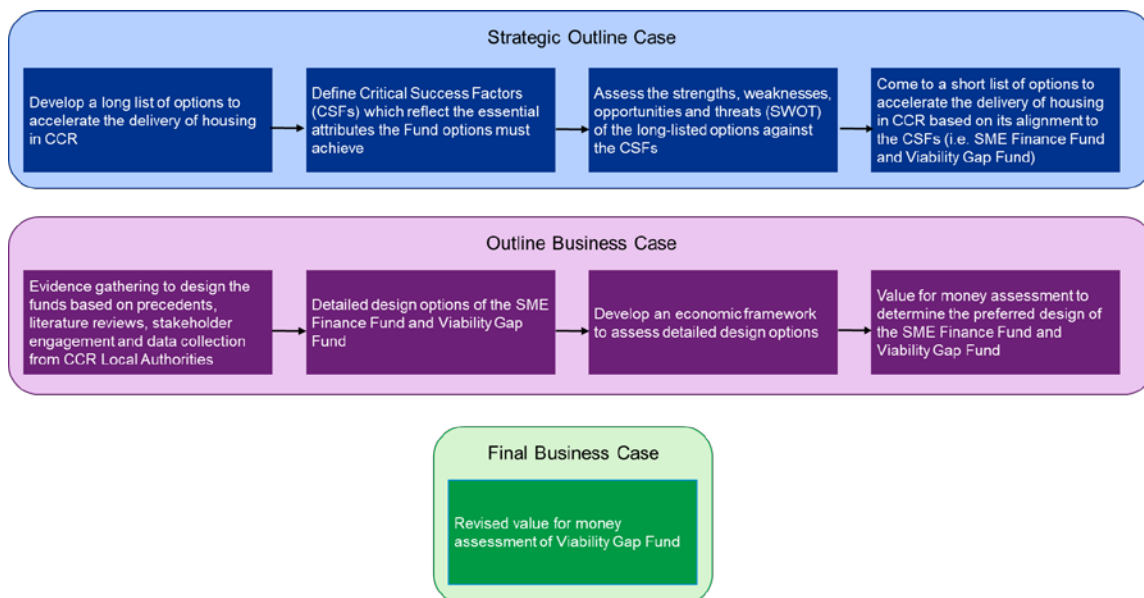 Strategic Outline Case
Develop a long list of options to
accelerate the delivery of housing
in CCR
Define Critical Success Factors
(CSFs) which reflect the essential
attributes the Fund options must
achieve
Assess the strengths, weaknesses,
opportunities and threats (SWOT)
of the long-listed options against
the CSFs
Come to a short list of options to
accelerate the delivery of housing
in CCR based on its alignment to
the CSFs (i.e. SME Finance Fund
and Viability Gap Fund)
Outline Business Case
Evidence gathering to design the
funds based on precedents,
literature reviews, stakeholder
engagement and data collection
from CCR Local Authorities
Detailed design options of the SME
Finance Fund and Viability Gap
Fund
Develop an economic framework
to assess detailed design options
Value for money assessment to
determine the preferred design of
the SME Finance Fund and
Viability Gap Fund
Final Business Case
Revised value for money
assessment of Viability Gap Fund